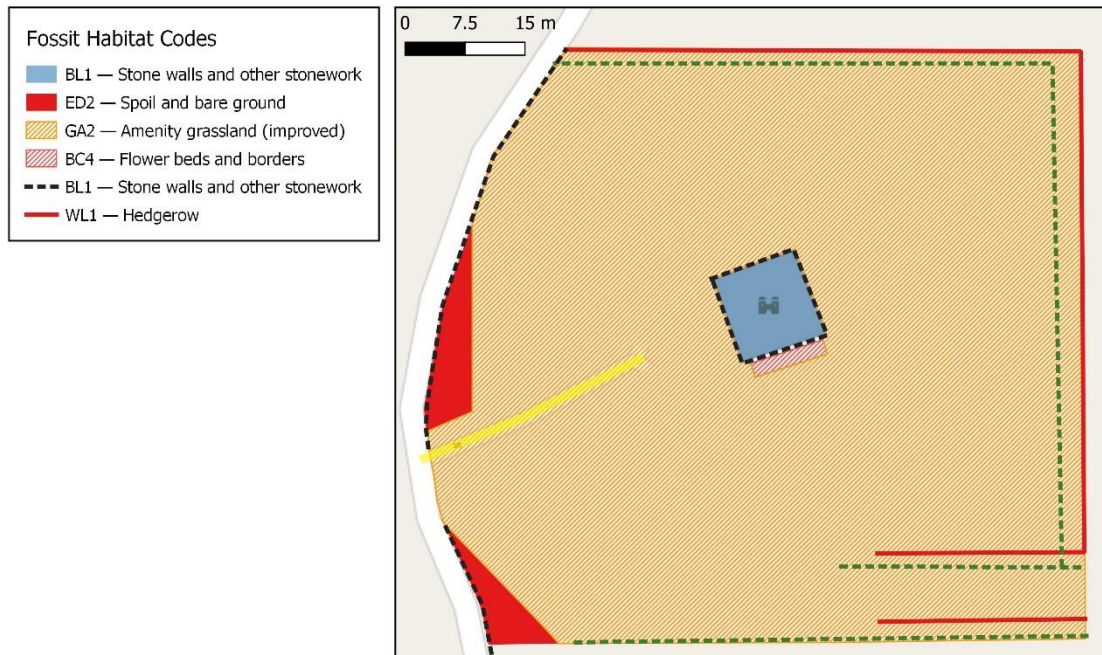 Fossit Habitat Codes
BL1 — Stone walls and other stonework
ED2 — Spoil and bare ground
GA2 — Amenity grassland (improved)
BC4 — Flower beds and borders
BL1 — Stone walls and other stonework
WL1 — Hedgerow
0 7.5 15 m